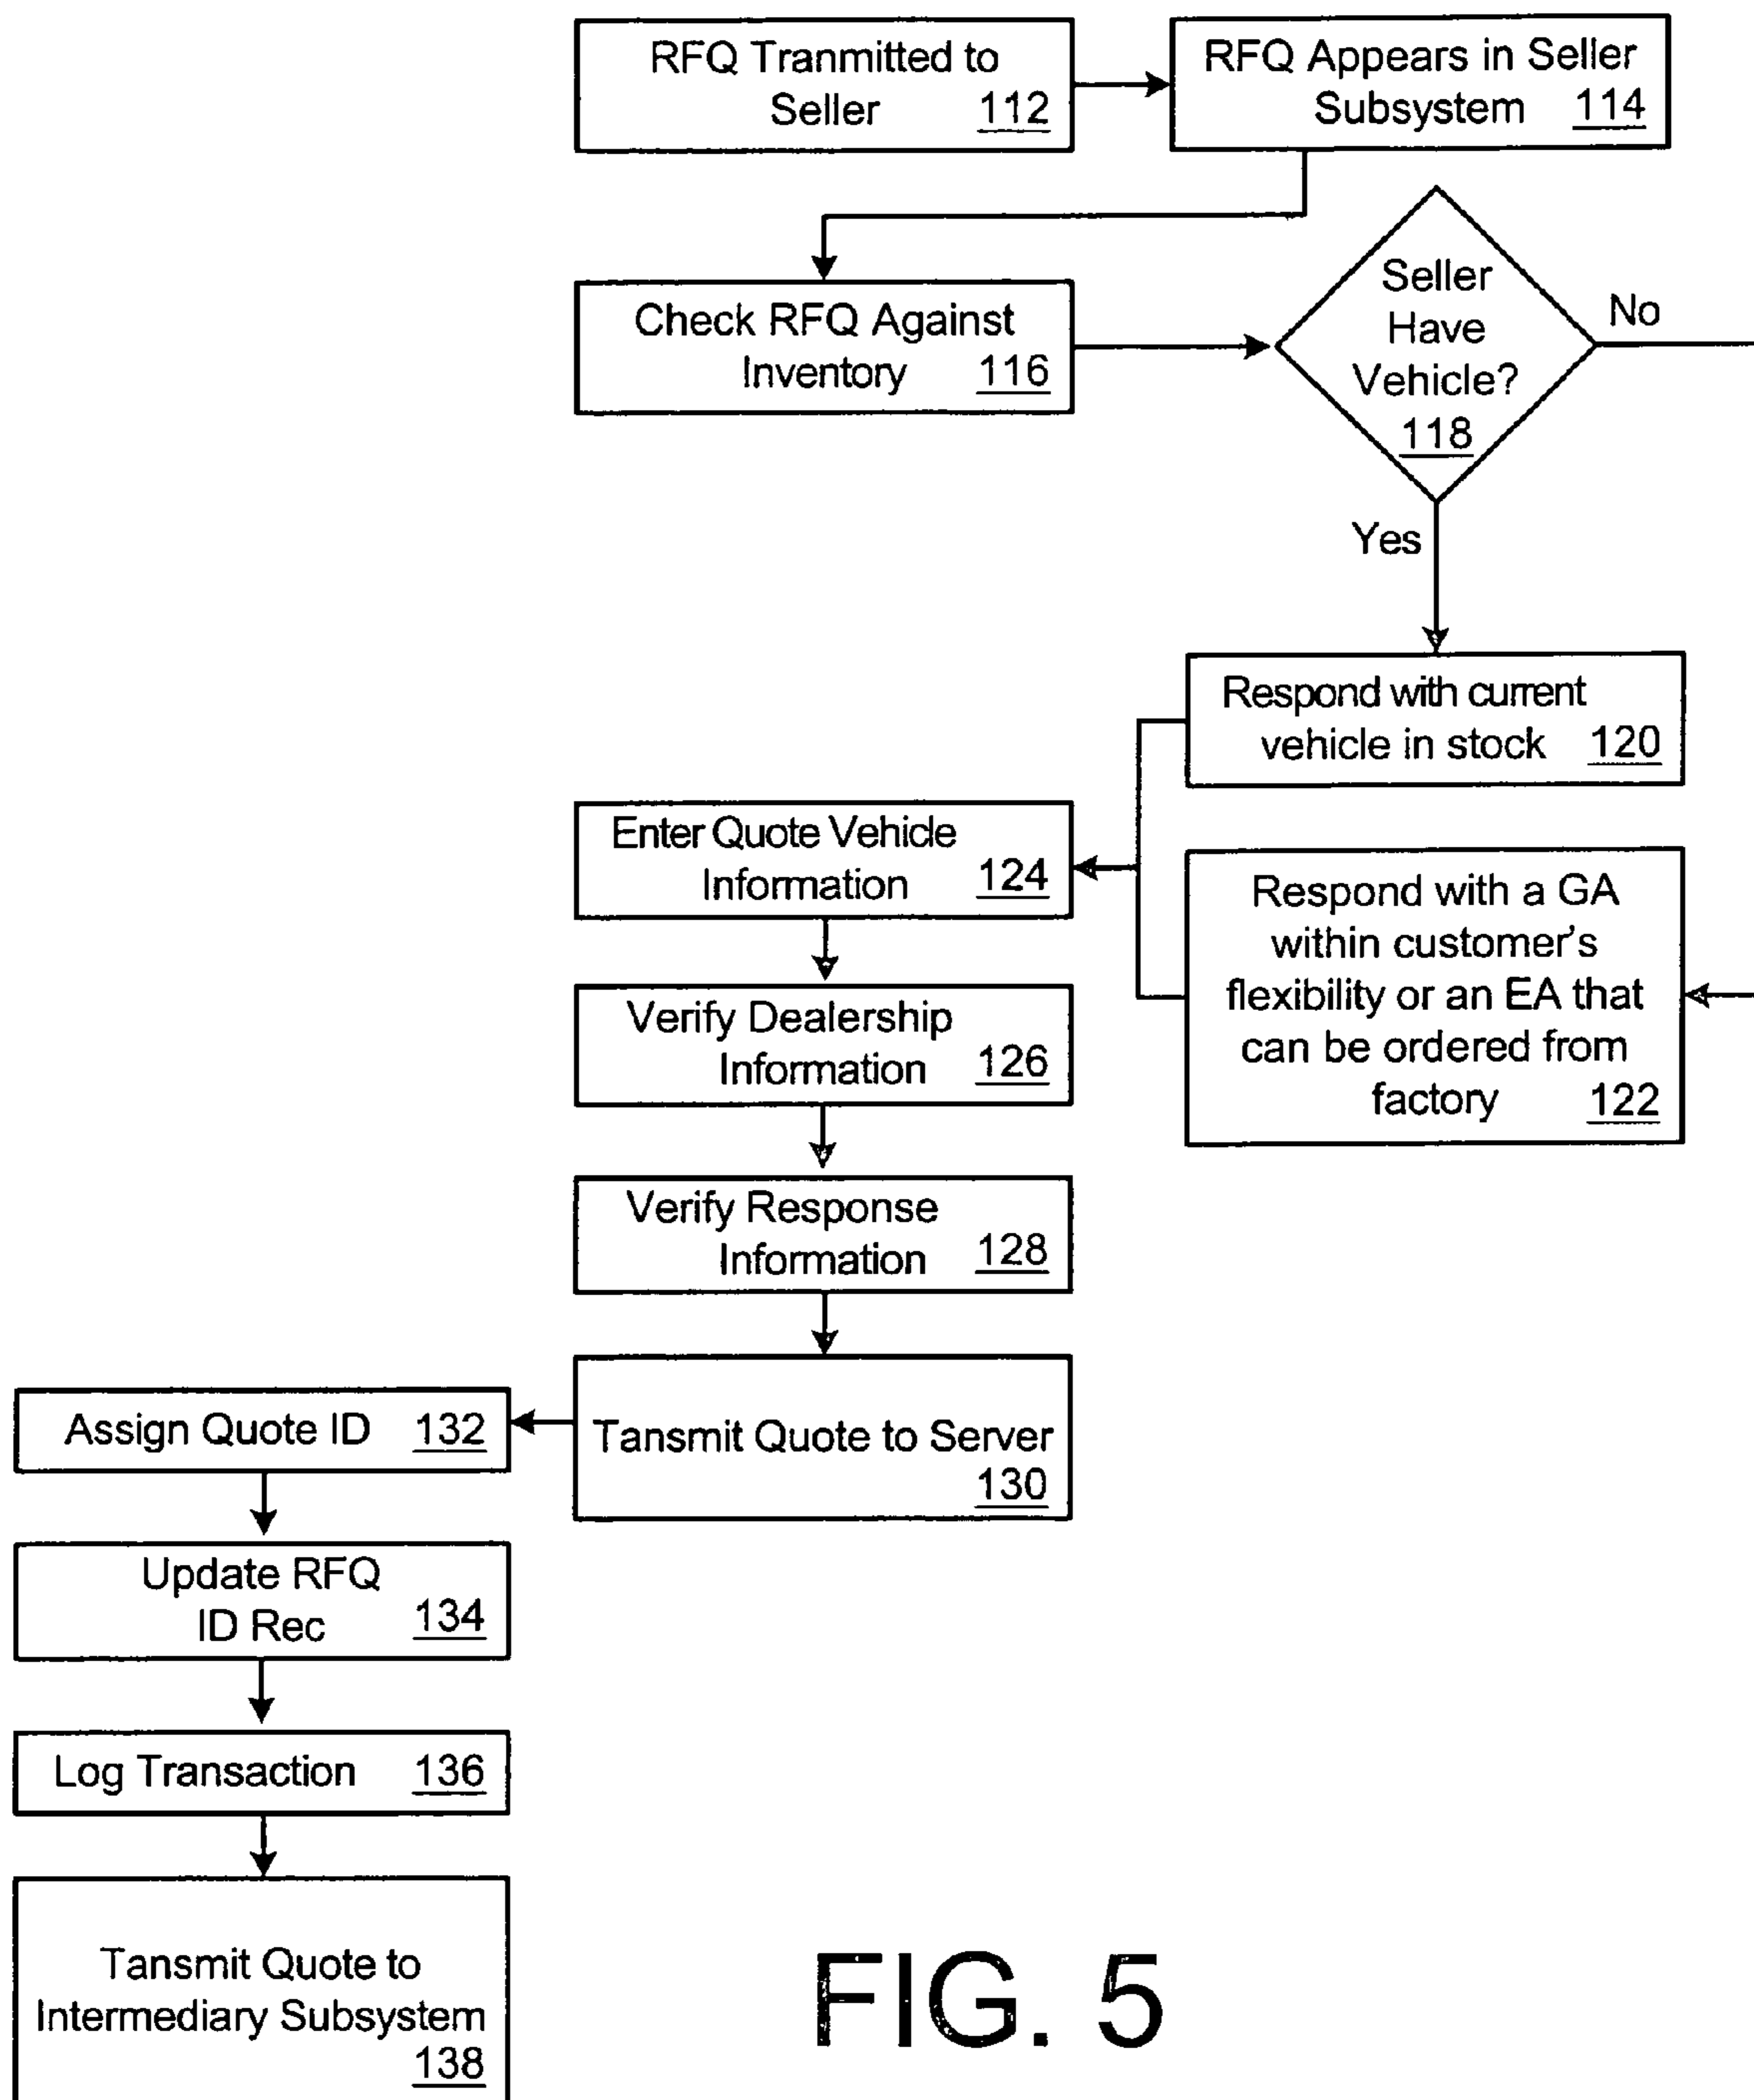 RFQ Tranmitted to
Seller 112
RFQ Appears in Seller
Subsystem 114
Check RFQ Against
Inventory 116
Seller
Have
Vehicle?
118
No
Yes
Respond with current
vehicle in stock 120
Respond with a GA
within customer's
flexibility or an EA that
can be ordered from
factory 122
Enter Quote Vehicle
Information 124
Verify Dealership
Information 126
Verify Response
Information 128
Tansmit Quote to Server
130
Assign Quote ID 132
Update RFQ
ID Rec 134
Log Transaction 136
Tansmit Quote to
Intermediary Subsystem
138
FIG. 5